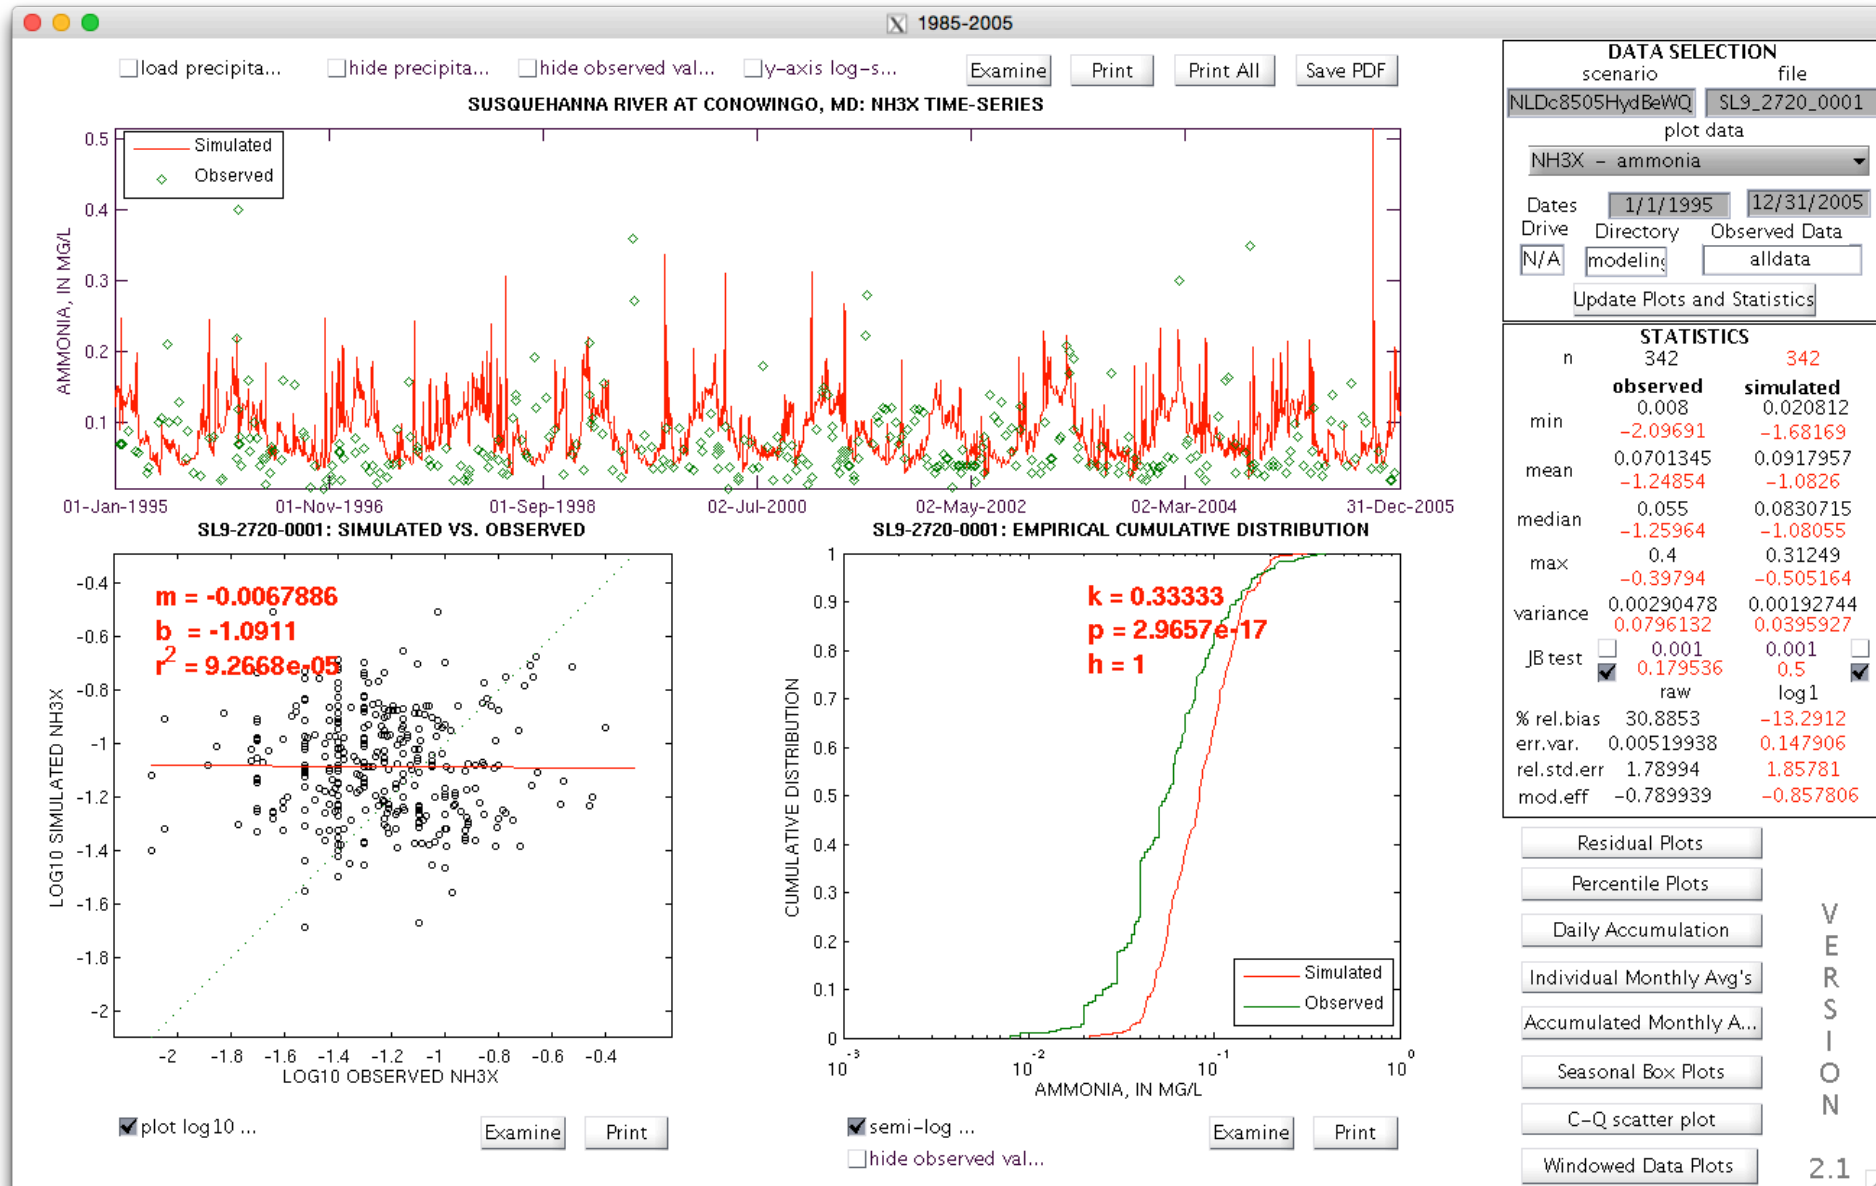 1985-2005
load precipita...
hide precipita...
hide observed val...
y-axis log-s...
Examine
Print
Print All
Save PDF
SUSQUEHANNA RIVER AT CONOWINGO, MD: NH3X TIME-SERIES
Simulated
Observed
AMMONIA, IN MG/L
0.5
0.4
0.3
0.2
0.1
01-Jan-1995
01-Nov-1996
01-Sep-1998
02-Jul-2000
02-May-2002
02-Mar-2004
31-Dec-2005
SL9-2720-0001: SIMULATED VS. OBSERVED
m = -0.0067886
b = -1.0911
r2 = 9.2668e-05
LOG10 SIMULATED NH3X
-0.4
-0.6
-0.8
-1
-1.2
-1.4
-1.6
-1.8
-2
-2 -1.8 -1.6 -1.4 -1.2 -1 -0.8 -0.6 -0.4
LOG10 OBSERVED NH3X
plot log10 ...
Examine
Print
SL9-2720-0001: EMPIRICAL CUMULATIVE DISTRIBUTION
k = 0.33333
p = 2.9657e-17
h = 1
CUMULATIVE DISTRIBUTION
1
0.9
0.8
0.7
0.6
0.5
0.4
0.3
0.2
0.1
0
Simulated
Observed
10-3 10-2 10-1 100
AMMONIA, IN MG/L
semi-log ...
hide observed val...
Examine
Print
DATA SELECTION
scenario file
NLDc8505HydBeWQ SL9_2720_0001
plot data
NH3X - ammonia
Dates 1/1/1995 12/31/2005
Drive Directory Observed Data
N/A modeling alldata
Update Plots and Statistics
STATISTICS
n 342 342
observed simulated
min 0.008 0.020812
-2.09691 -1.68169
mean 0.0701345 0.0917957
-1.24854 -1.0826
median 0.055 0.0830715
-1.25964 -1.08055
max 0.4 0.31249
-0.39794 -0.505164
variance 0.00290478 0.00192744
0.0796132 0.0395927
JB test 0.001 0.001
0.179536 0.5
raw log1
% rel.bias 30.8853 -13.2912
err.var. 0.00519938 0.147906
rel.std.err 1.78994 1.85781
mod.eff -0.789939 -0.857806
Residual Plots
Percentile Plots
Daily Accumulation
Individual Monthly Avg's
Accumulated Monthly A...
Seasonal Box Plots
C-Q scatter plot
Windowed Data Plots
VERSION
2.1